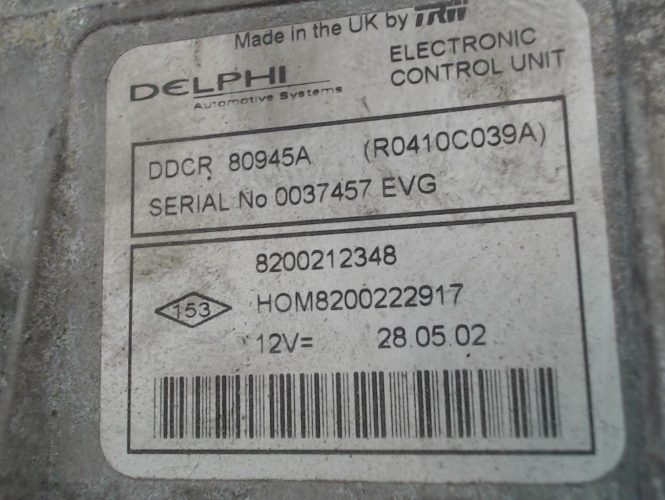 Made in the UK by TRW
DELPHI
Automotive Systems
ELECTRONIC
CONTROL UNIT
DDCR 80945A (R0410C039A)
SERIAL No 0037457 EVG
8200212348
153
HOM8200222917
12V= 28.05.02